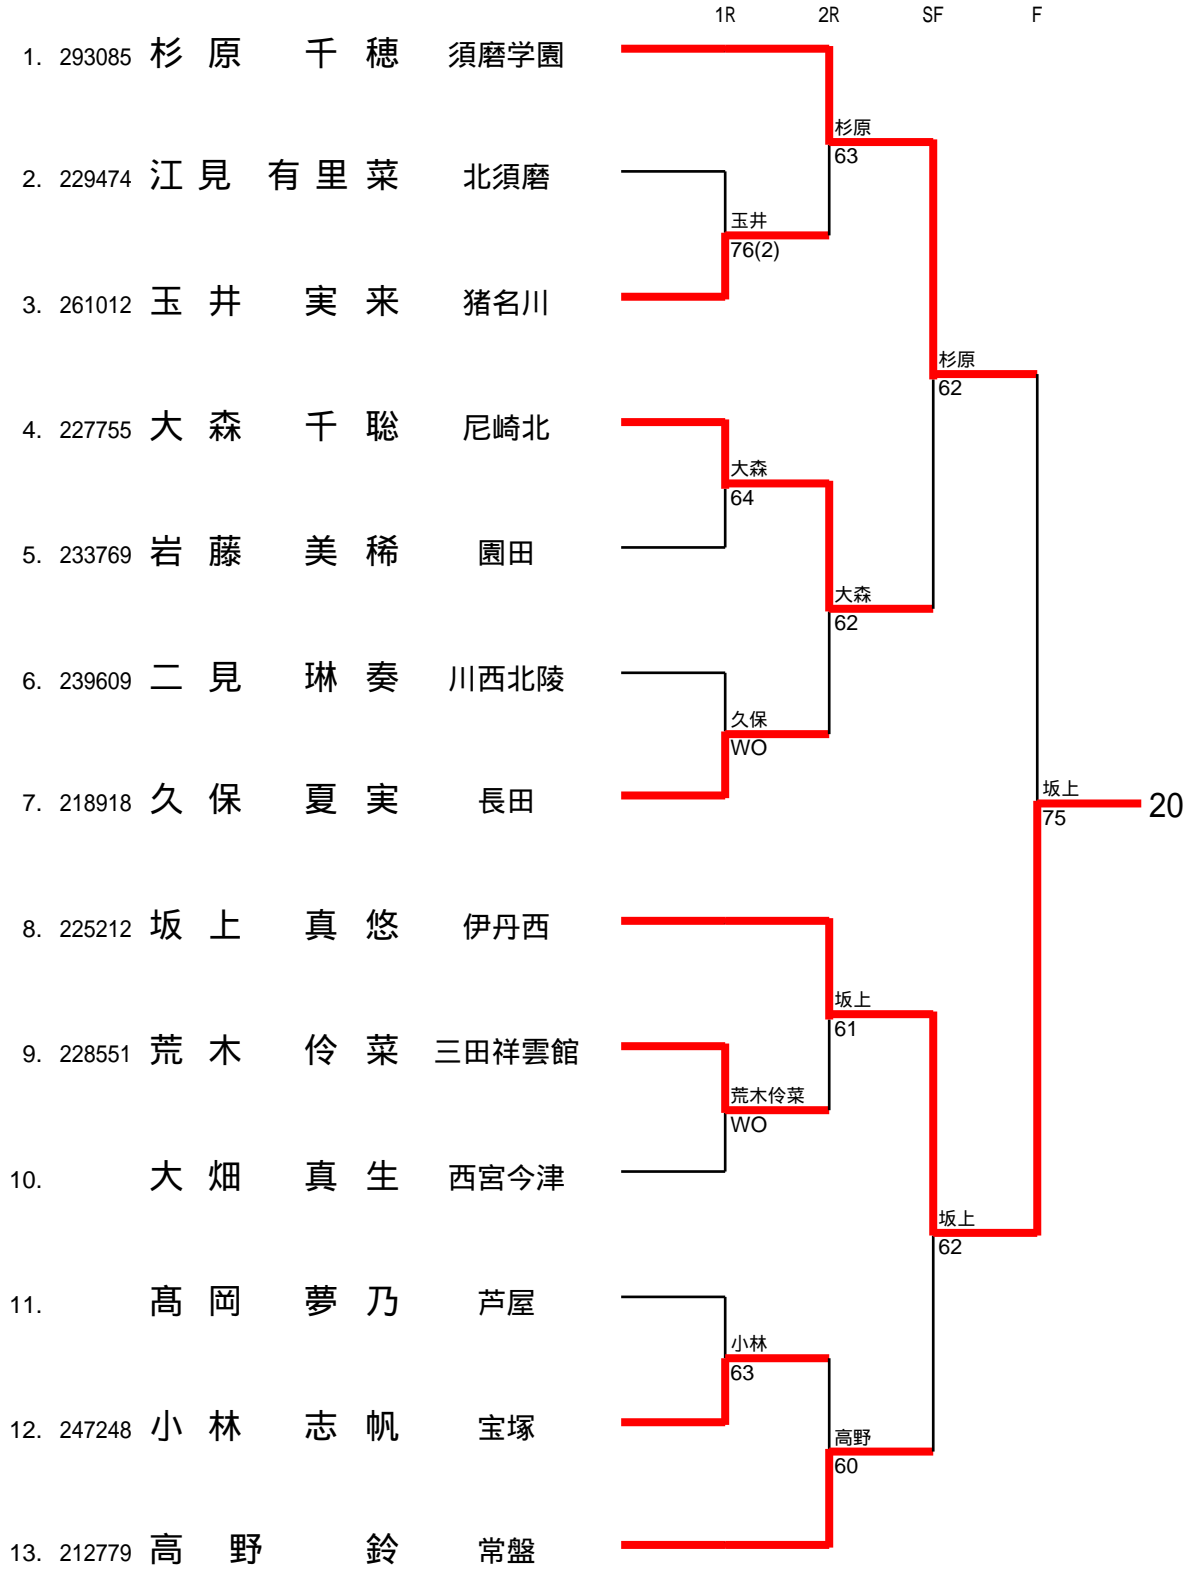 1R 2R SF F
1. 293085 杉原 千穂 須磨学園
杉原
63
2. 229474 江見 有里菜 北須磨
玉井
76(2)
3. 261012 玉井 実来 猪名川
杉原
62
4. 227755 大森 千聡 尼崎北
大森
64
5. 233769 岩藤 美稀 園田
大森
62
6. 239609 二見 琳奏 川西北陵
久保
WO
7. 218918 久保 夏実 長田
坂上
75
20
8. 225212 坂上 真悠 伊丹西
坂上
61
9. 228551 荒木 伶菜 三田祥雲館
荒木伶菜
WO
10. 大畑 真生 西宮今津
坂上
62
11. 髙岡 夢乃 芦屋
小林
63
12. 247248 小林 志帆 宝塚
高野
60
13. 212779 高野 鈴 常盤